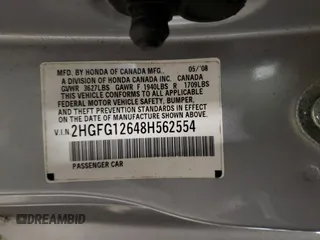 MFD. BY HONDA OF CANADA MFG., 05/'08
A DIVISION OF HONDA CANADA INC., CANADA
GVWR 3627LBS GAWR F 1940LBS R 1709LBS
THIS VEHICLE CONFORMS TO ALL APPLICABLE
FEDERAL MOTOR VEHICLE SAFETY, BUMPER,
AND THEFT PREVENTION STANDARDS IN EFFECT
ON THE DATE OF MANUFACTURE SHOWN ABOVE.
V.I.N. 2HGFG12648H562554
PASSENGER CAR
© DREAMBID